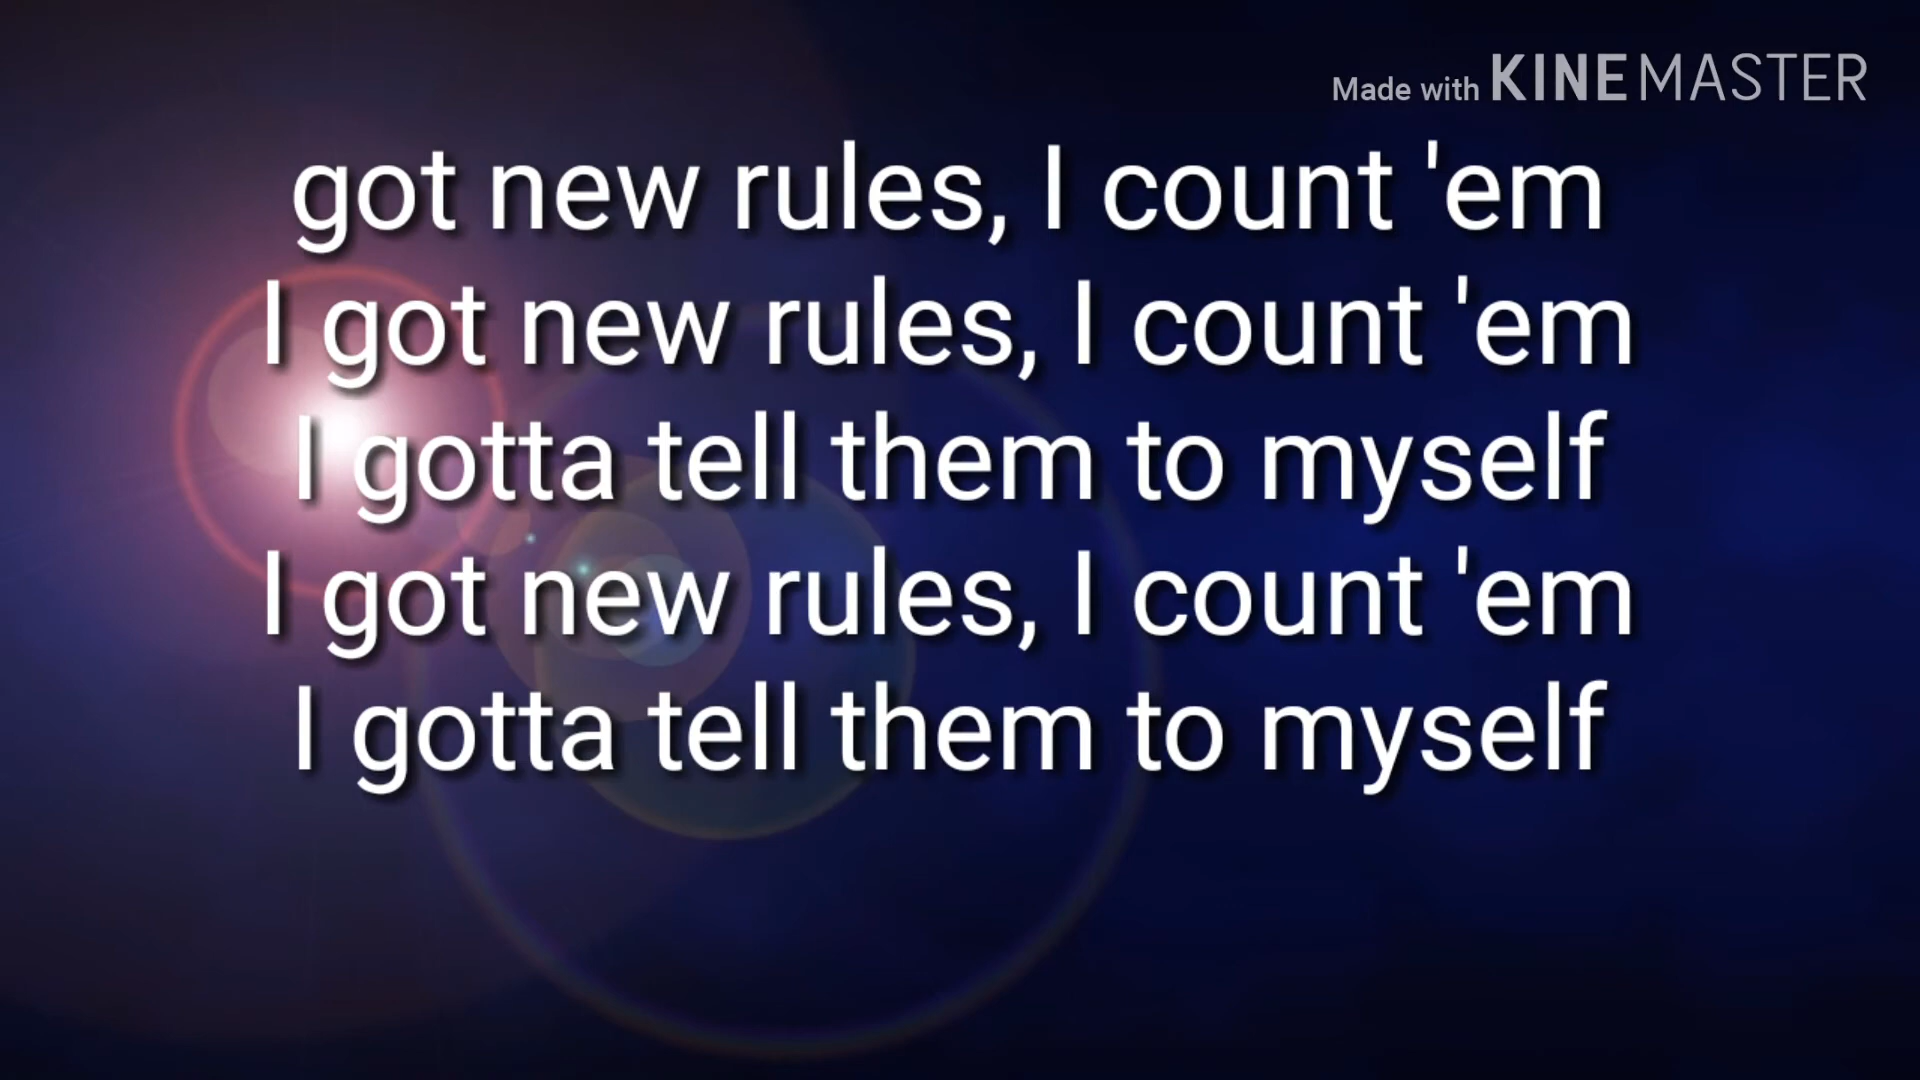 Made with KINEMASTER
got new rules, I count 'em
I got new rules, I count 'em
I gotta tell them to myself
I got new rules, I count 'em
I gotta tell them to myself